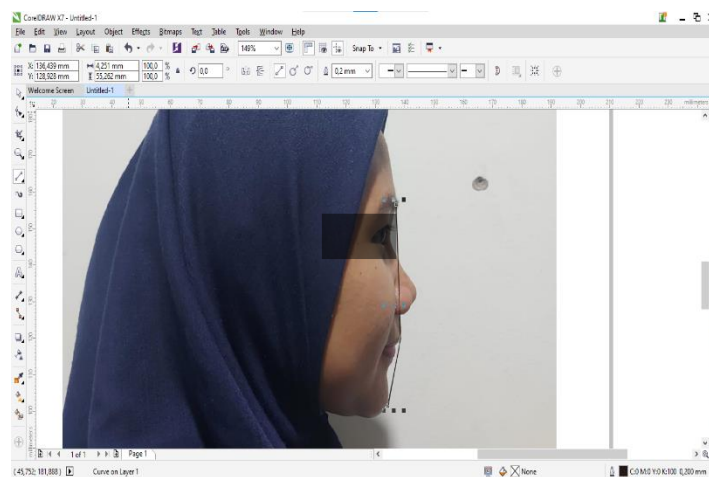 CorelDRAW X7 - Untitled-1
File Edit View Layout Object Effects Bitmaps Text Table Tools Window Help
149% Snap To
X: 136,439 mm 4,251 mm 100,0 % 0,0 ° 0,2 mm
Y: 128,928 mm 55,262 mm 100,0 %
Welcome Screen Untitled-1
millimeters
1 of 1 Page 1
(45,752; 181,888) Curve on Layer 1 None C:0 M:0 Y:0 K:100 0,200 mm